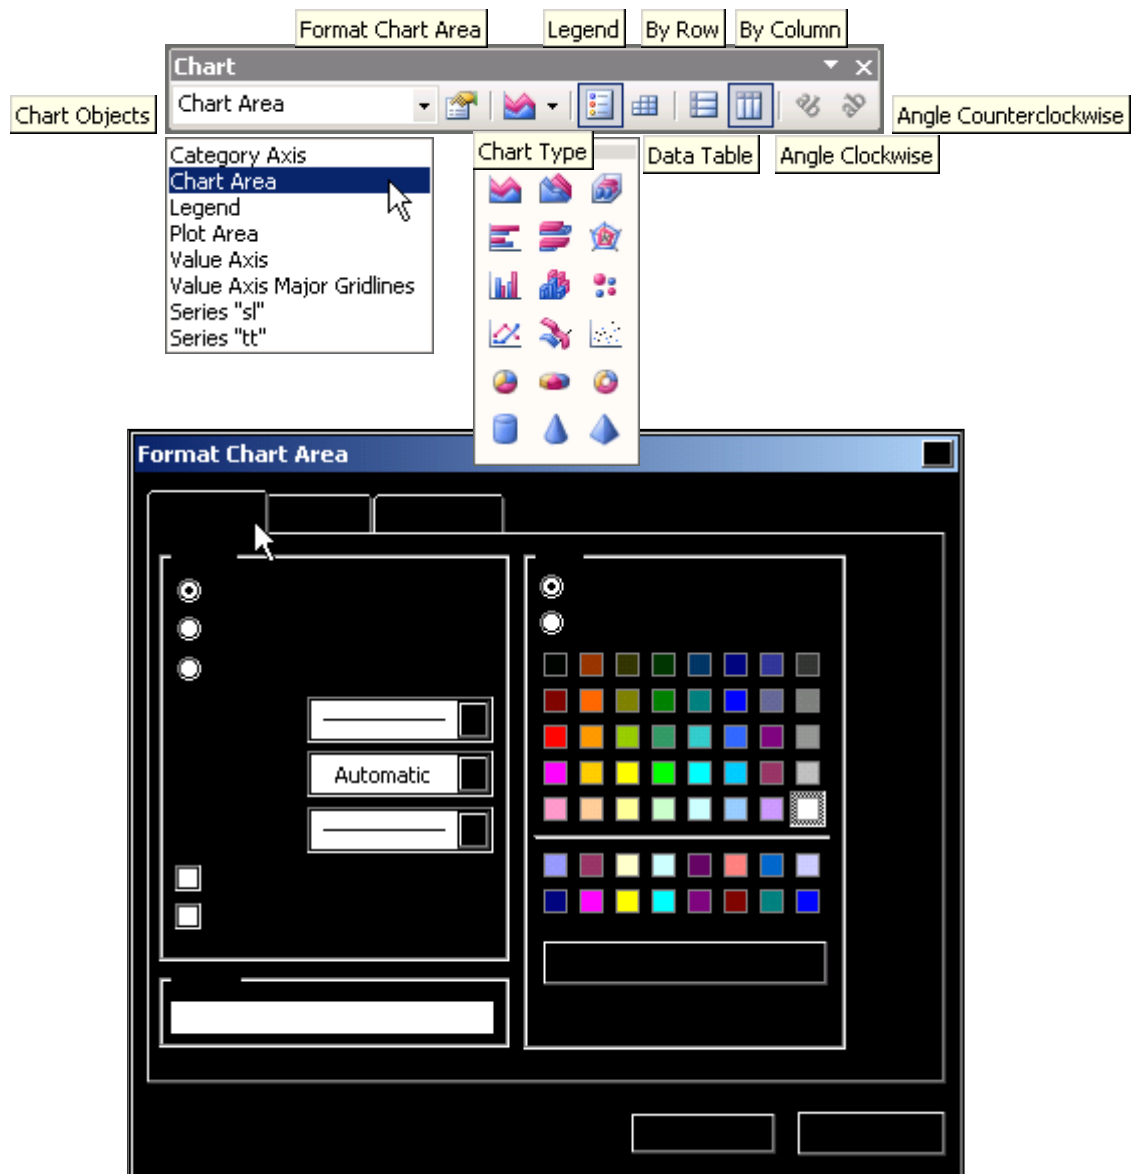 Format Chart Area
Legend
By Row
By Column
Chart
Chart Objects
Chart Area
Angle Counterclockwise
Chart Type
Data Table
Angle Clockwise
Category Axis
Chart Area
Legend
Plot Area
Value Axis
Value Axis Major Gridlines
Series "sl"
Series "tt"
Format Chart Area
Automatic